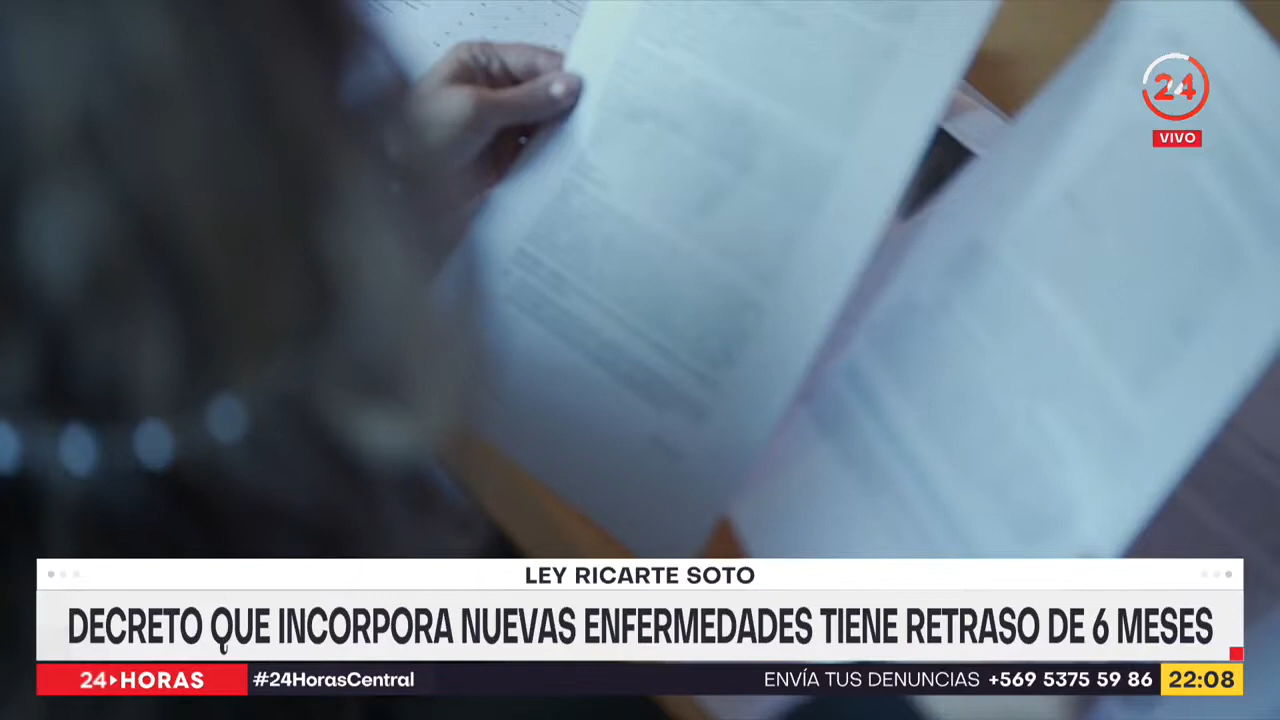 24
VIVO
LEY RICARTE SOTO
DECRETO QUE INCORPORA NUEVAS ENFERMEDADES TIENE RETRASO DE 6 MESES
24 HORAS
#24HorasCentral
ENVÍA TUS DENUNCIAS +569 5375 59 86
22:08